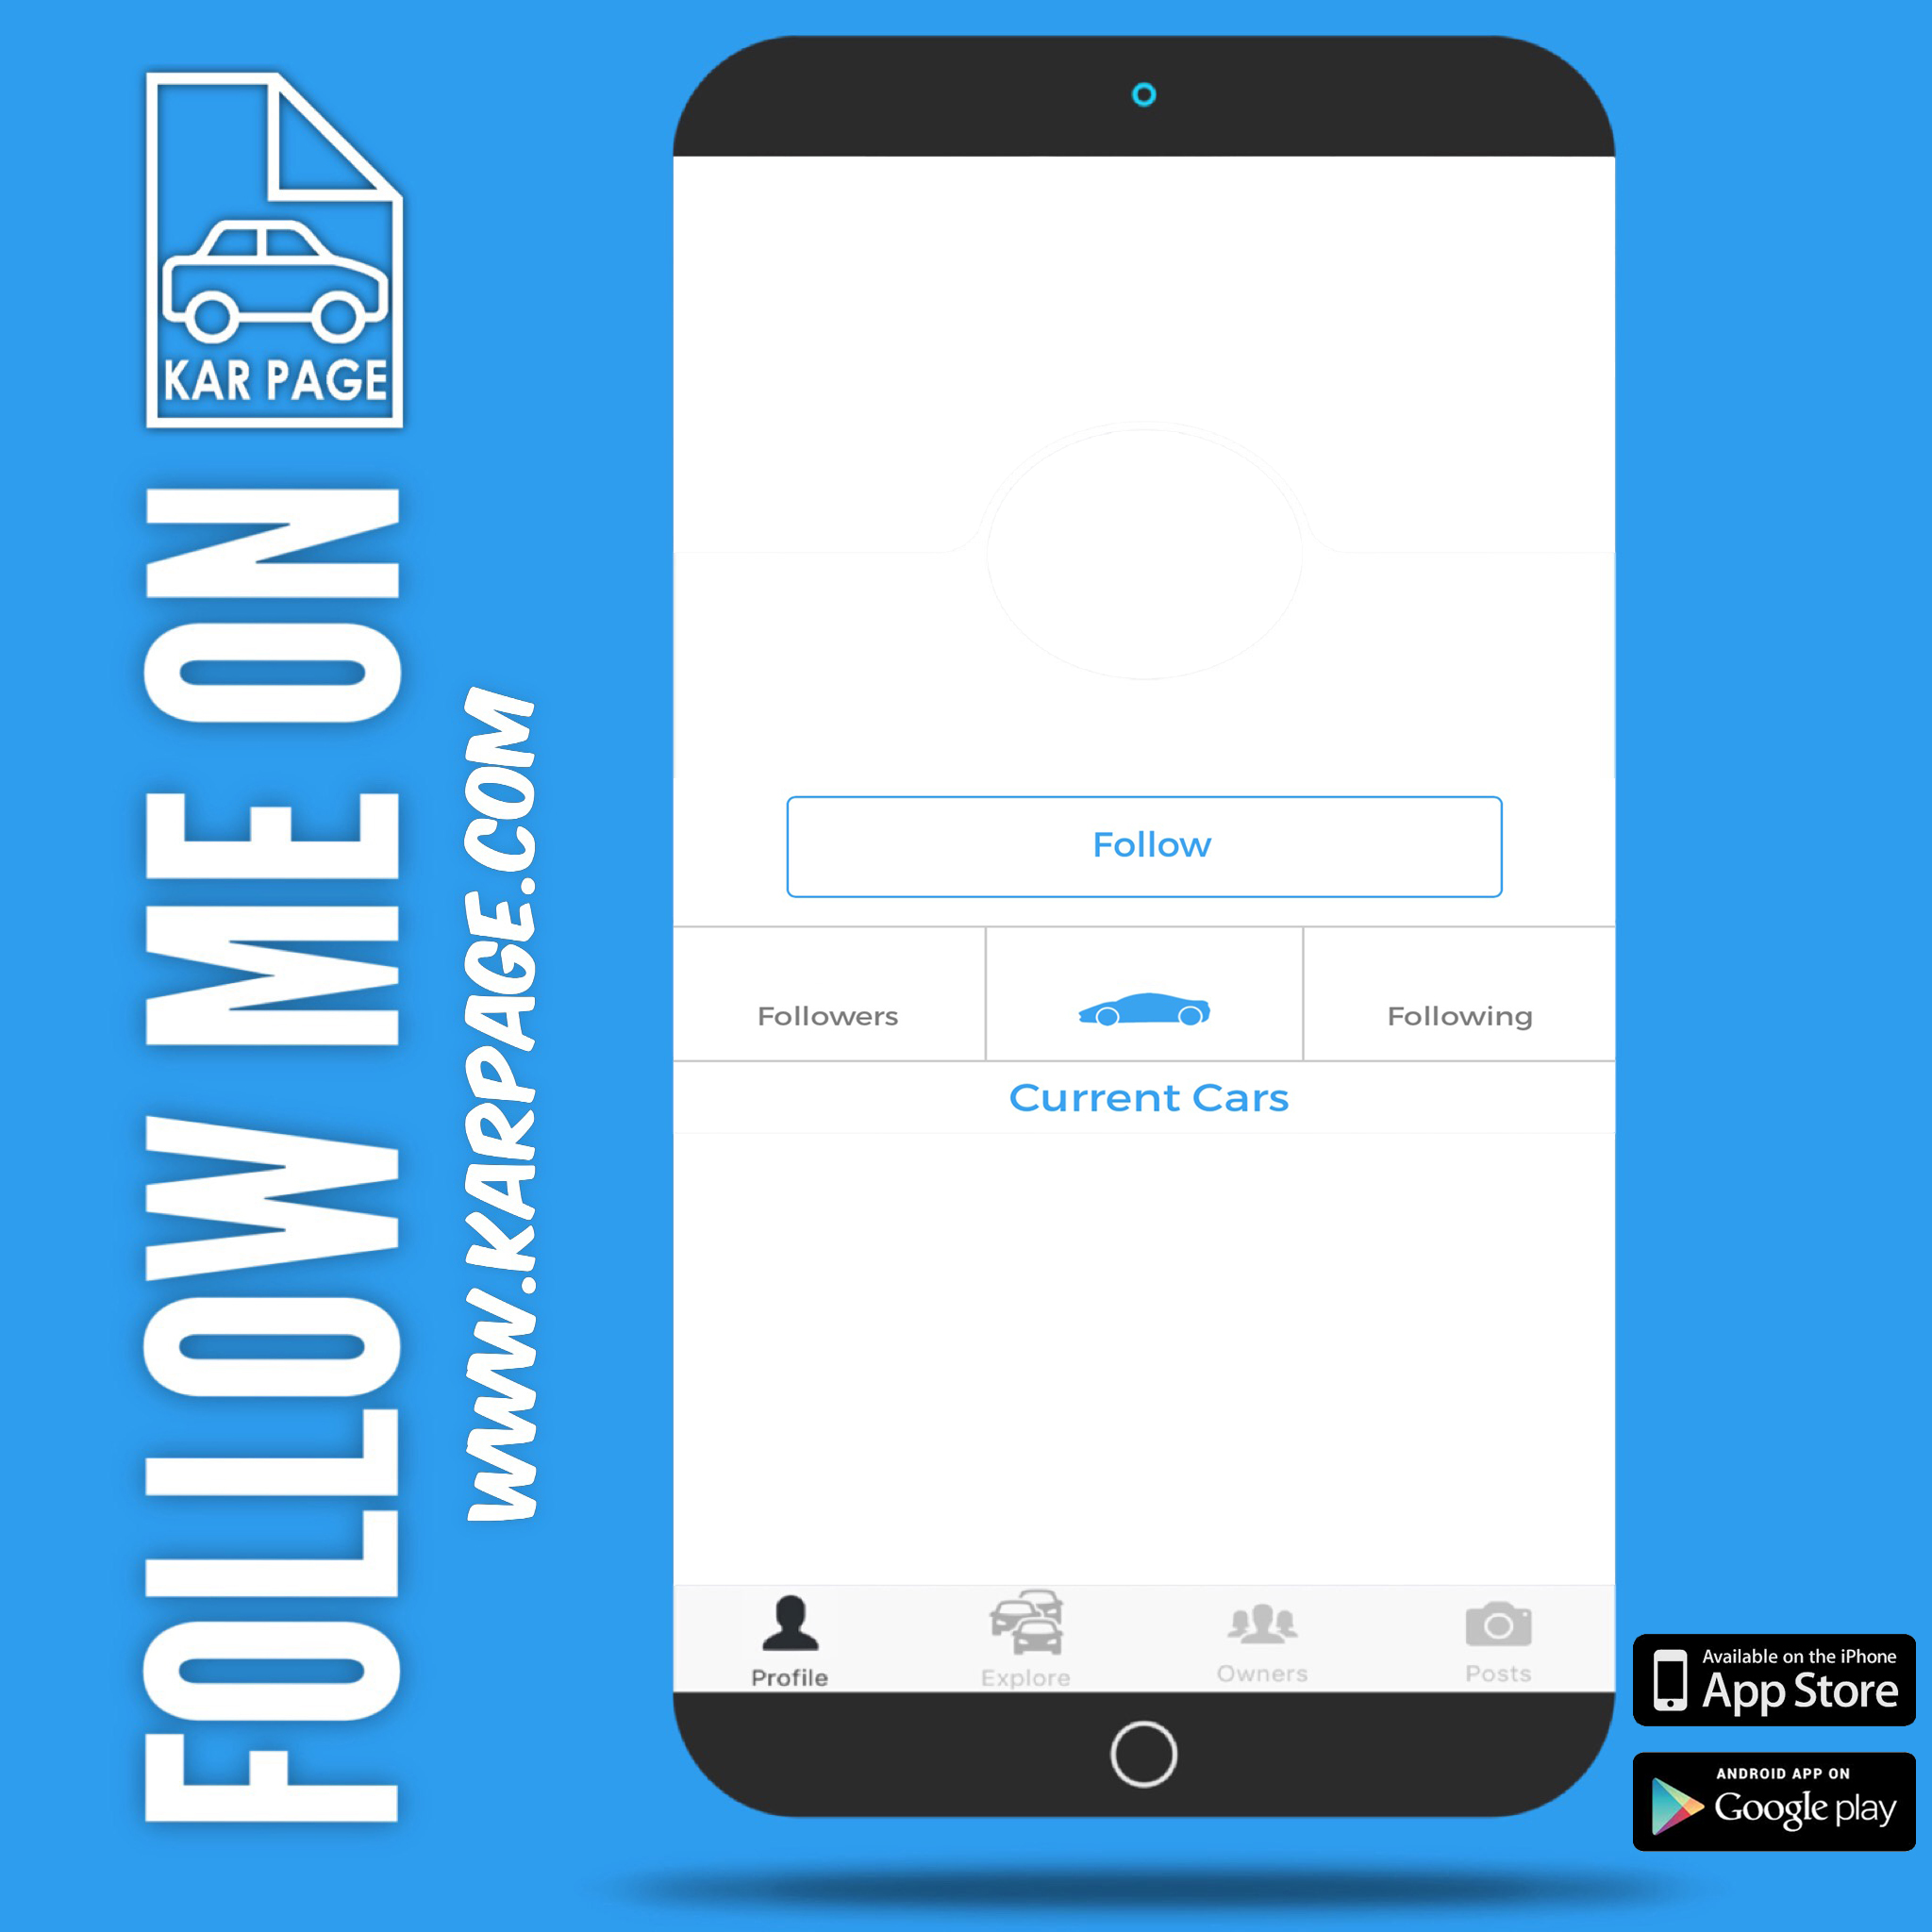 FOLLOW ME ON
KAR PAGE
WWW.KARPAGE.COM
Follow
Followers
Following
Current Cars
Profile
Explore
Owners
Posts
Available on the iPhone
App Store
ANDROID APP ON
Google play